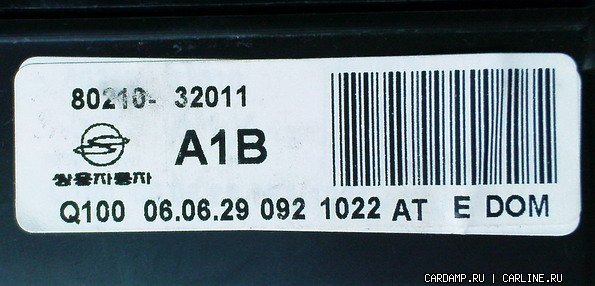 80210- 32011
A1B
쌍용자동차
Q100 06.06.29 092 1022 AT E DOM
CARDAMP.RU | CARLINE.RU